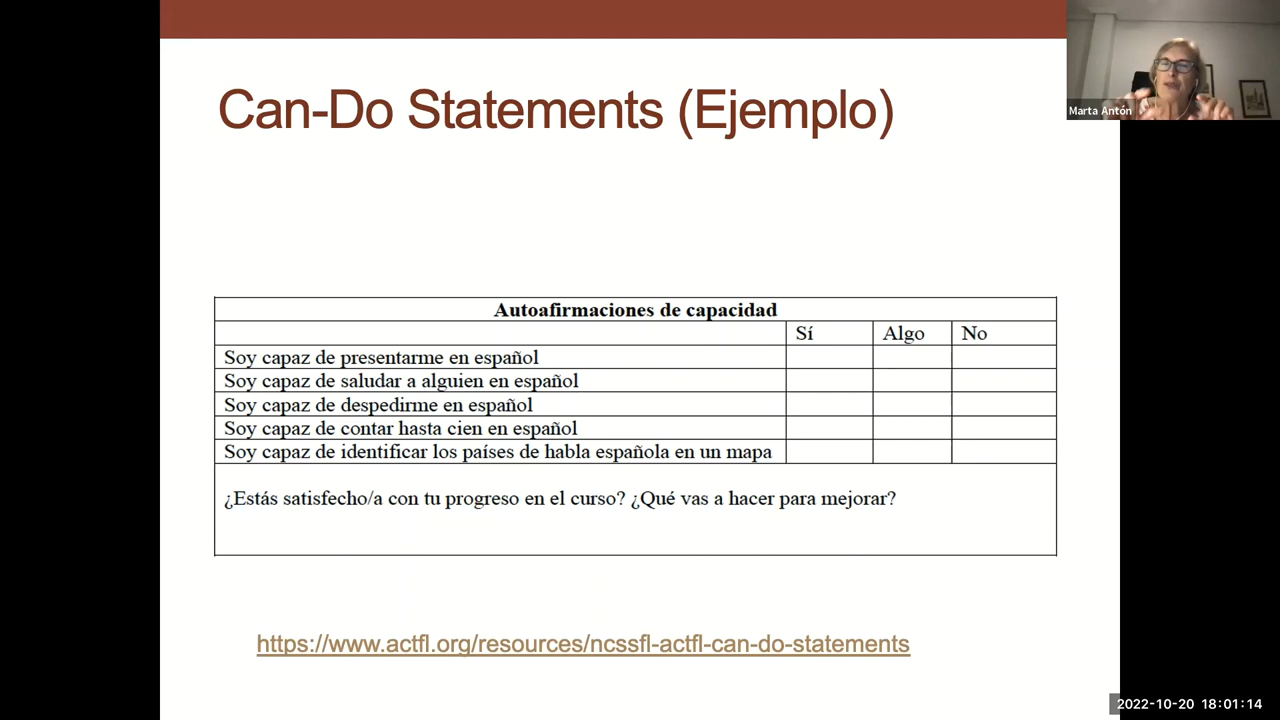 Can-Do Statements (Ejemplo)
Marta Antón
Autoafirmaciones de capacidad
Sí Algo No
Soy capaz de presentarme en español
Soy capaz de saludar a alguien en español
Soy capaz de despedirme en español
Soy capaz de contar hasta cien en español
Soy capaz de identificar los países de habla española en un mapa
¿Estás satisfecho/a con tu progreso en el curso? ¿Qué vas a hacer para mejorar?
https://www.actfl.org/resources/ncssfl-actfl-can-do-statements
2022-10-20 18:01:14